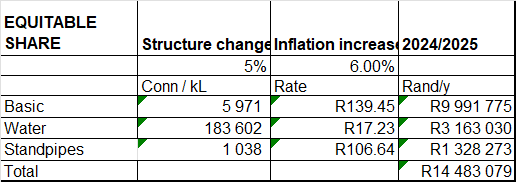 EQUITABLE
SHARE Structure change Inflation increase 2024/2025
5% 6.00%
Conn / kL Rate Rand/y
Basic 5 971 R139.45 R9 991 775
Water 183 602 R17.23 R3 163 030
Standpipes 1 038 R106.64 R1 328 273
Total R14 483 079